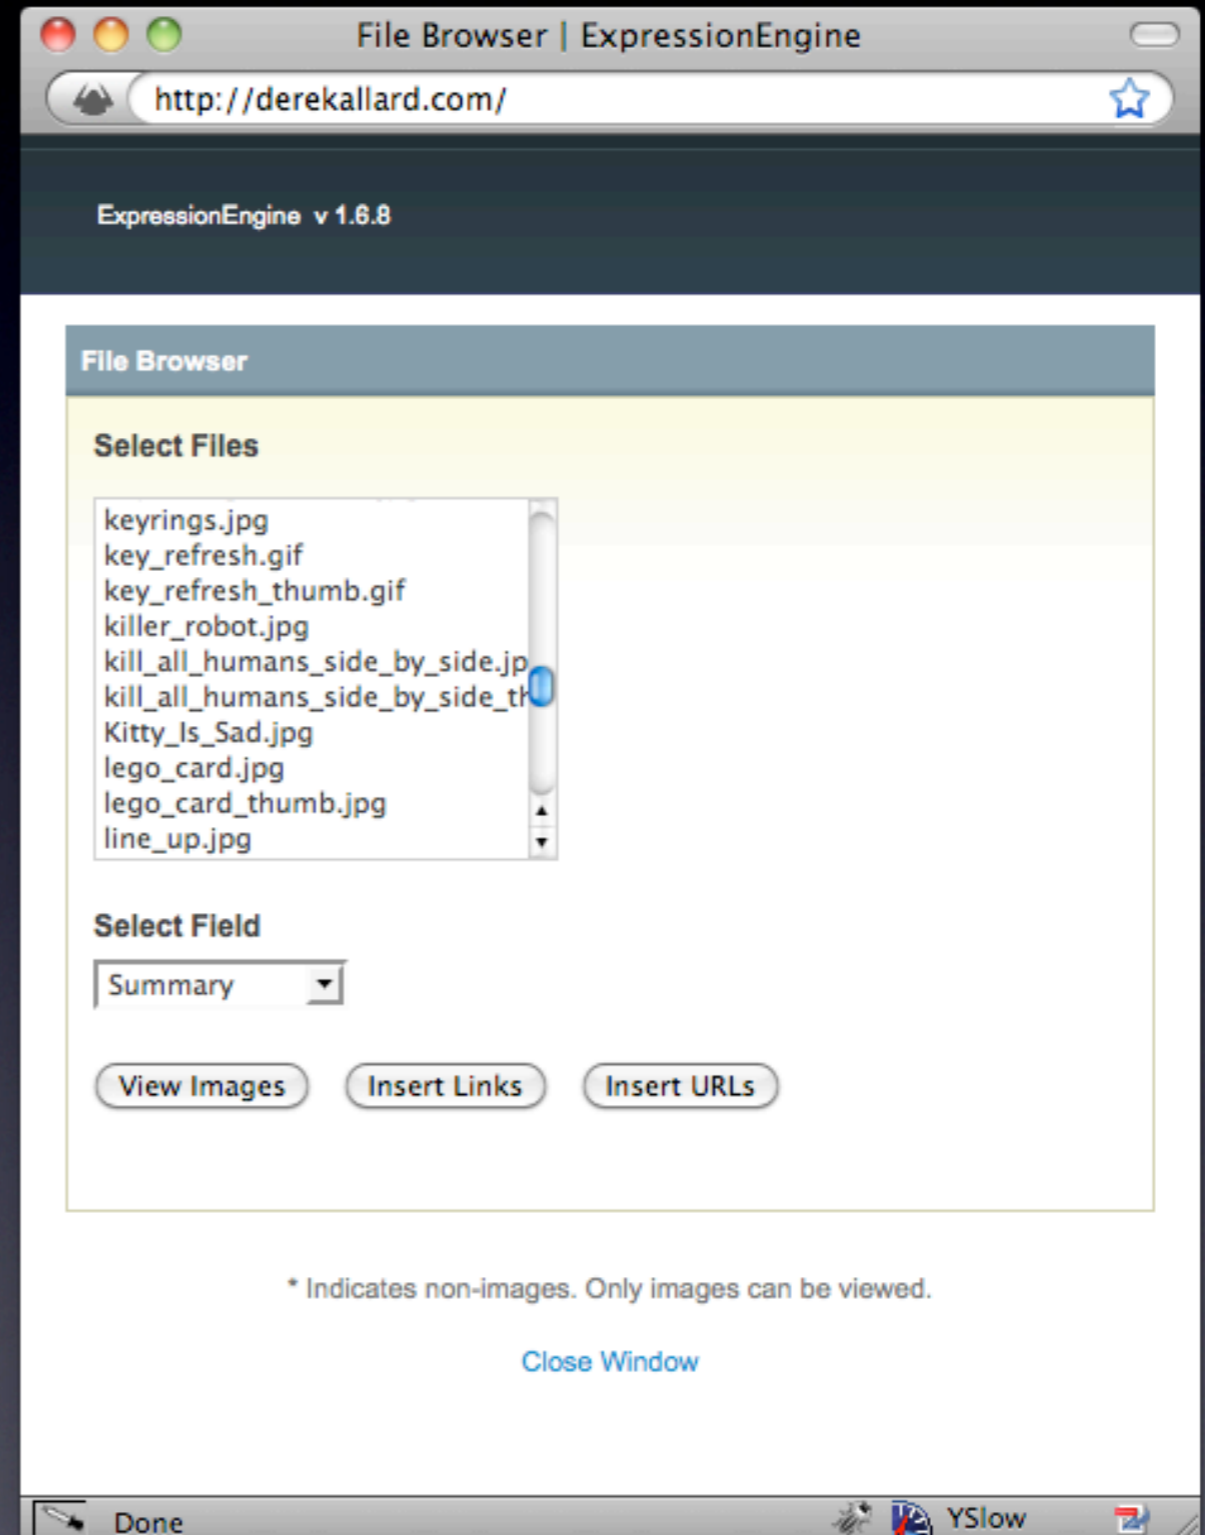 File Browser | ExpressionEngine
http://derekallard.com/
ExpressionEngine v 1.6.8
File Browser
Select Files
keyrings.jpg
key_refresh.gif
key_refresh_thumb.gif
killer_robot.jpg
kill_all_humans_side_by_side.jp
kill_all_humans_side_by_side_th
Kitty_Is_Sad.jpg
lego_card.jpg
lego_card_thumb.jpg
line_up.jpg
Select Field
Summary
View Images Insert Links Insert URLs
* Indicates non-images. Only images can be viewed.
Close Window
Done YSlow